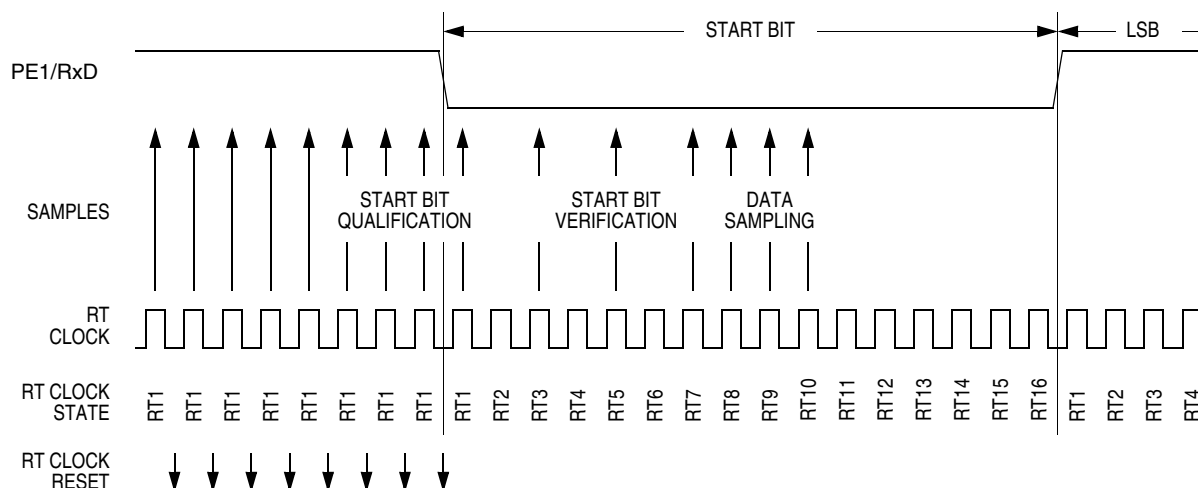 START BIT
LSB
PE1/RxD
SAMPLES
START BIT
QUALIFICATION
START BIT
VERIFICATION
DATA
SAMPLING
RT
CLOCK
RT CLOCK
STATE
RT1 RT1 RT1 RT1 RT1 RT1 RT1 RT1 RT1 RT2 RT3 RT4 RT5 RT6 RT7 RT8 RT9 RT10 RT11 RT12 RT13 RT14 RT15 RT16 RT1 RT2 RT3 RT4
RT CLOCK
RESET